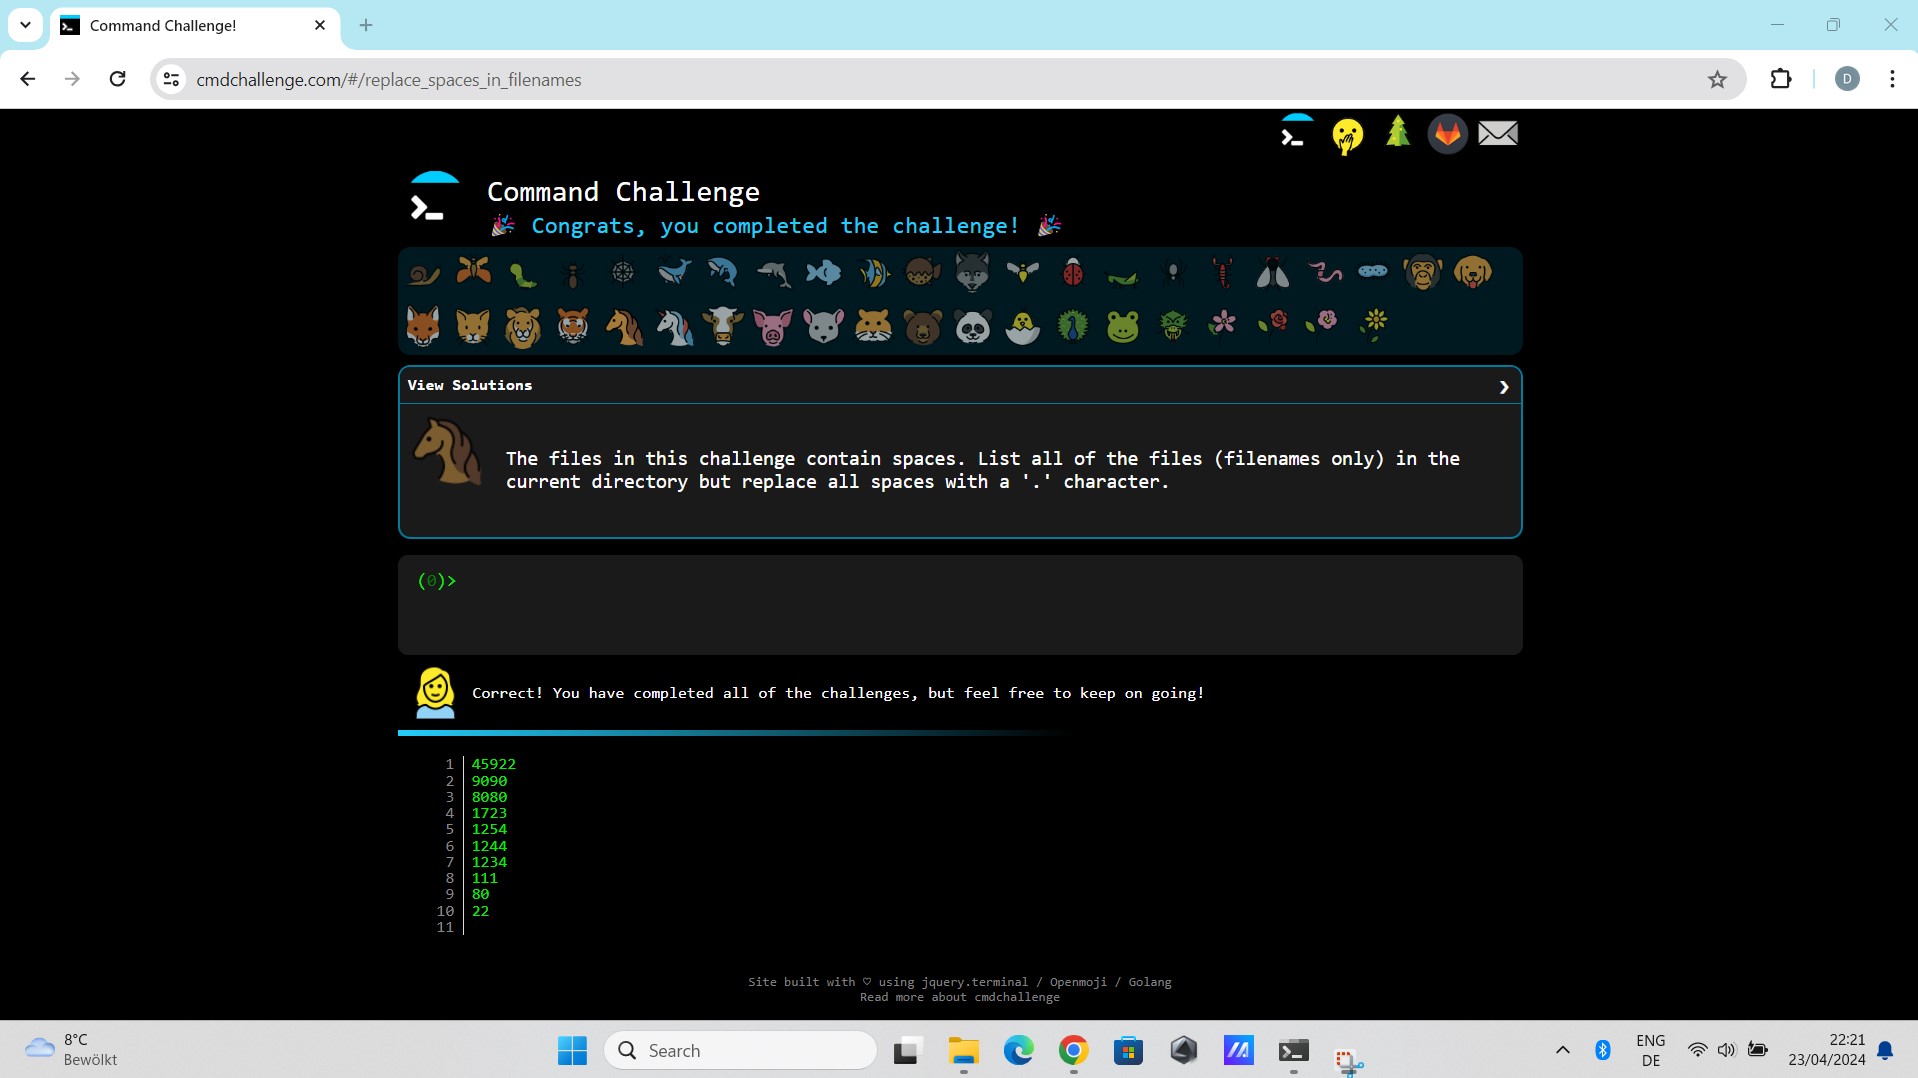 Command Challenge!
cmdchallenge.com/#/replace_spaces_in_filenames
D
Command Challenge
Congrats, you completed the challenge!
View Solutions
The files in this challenge contain spaces. List all of the files (filenames only) in the
current directory but replace all spaces with a '.' character.
(0)>
Correct! You have completed all of the challenges, but feel free to keep on going!
1 45922
2 9090
3 8080
4 1723
5 1254
6 1244
7 1234
8 111
9 80
10 22
11
Site built with ♡ using jquery.terminal / Openmoji / Golang
Read more about cmdchallenge
8°C
Bewölkt
Search
ENG
DE
22:21
23/04/2024